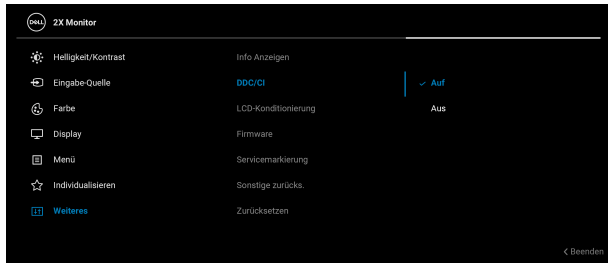 DELL 2X Monitor
Helligkeit/Kontrast Info Anzeigen
Eingabe-Quelle DDC/CI Auf
Farbe LCD-Konditionierung Aus
Display Firmware
Menü Servicemarkierung
Individualisieren Sonstige zurücks.
Weiteres Zurücksetzen
Beenden